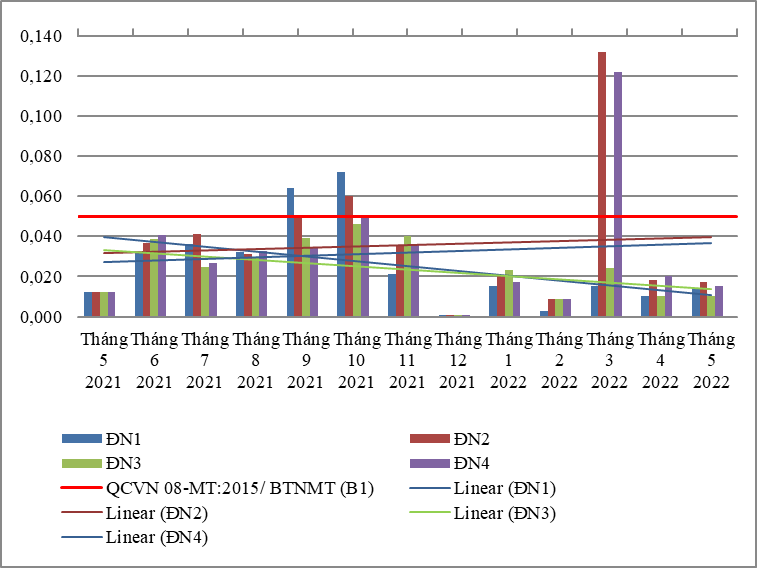 0,140
0,120
0,100
0,080
0,060
0,040
0,020
0,000
Tháng Tháng Tháng Tháng Tháng Tháng Tháng Tháng Tháng Tháng Tháng Tháng Tháng
5 6 7 8 9 10 11 12 1 2 3 4 5
2021 2021 2021 2021 2021 2021 2021 2021 2022 2022 2022 2022 2022
ĐN1 ĐN2
ĐN3 ĐN4
QCVN 08-MT:2015/ BTNMT (B1) Linear (ĐN1)
Linear (ĐN2) Linear (ĐN3)
Linear (ĐN4)